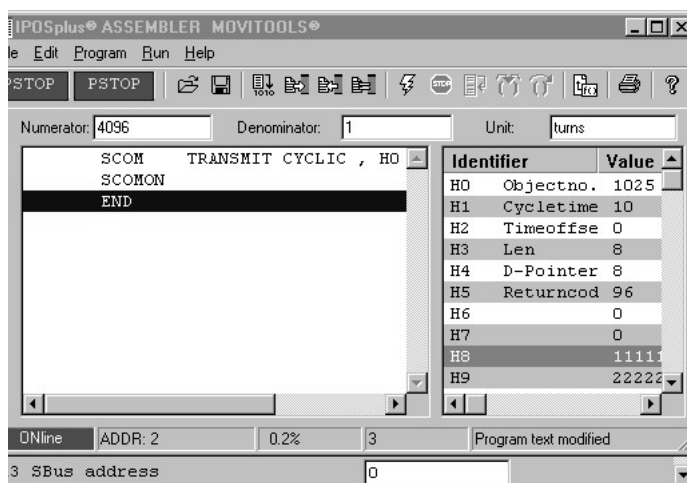 IPOSplus® ASSEMBLER MOVITOOLS®
le Edit Program Run Help
PSTOP PSTOP
Numerator: 4096 Denominator: 1 Unit: turns
SCOM TRANSMIT CYCLIC , H0
SCOMON
END
Identifier Value
H0 Objectno. 1025
H1 Cycletime 10
H2 Timeoffse 0
H3 Len 8
H4 D-Pointer 8
H5 Returncod 96
H6 0
H7 0
H8 11111
H9 22222
ONline ADDR: 2 0.2% 3 Program text modified
3 SBus address 0